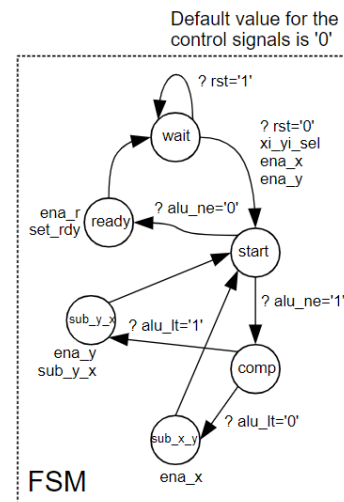 Default value for the
control signals is '0'
? rst='1'
wait
? rst='0'
xi_yi_sel
ena_x
ena_y
ena_r
set_rdy
ready
? alu_ne='0'
start
? alu_ne='1'
sub_y_x
? alu_lt='1'
ena_y
sub_y_x
comp
? alu_lt='0'
sub_x_y
ena_x
FSM